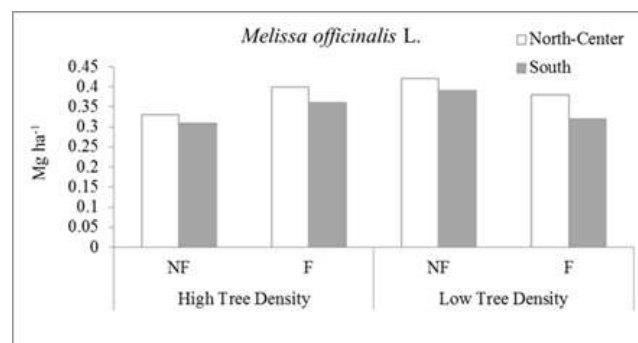 Melissa officinalis L.
North-Center
South
Mg ha-1
0.45
0.4
0.35
0.3
0.25
0.2
0.15
0.1
0.05
0
NF F NF F
High Tree Density Low Tree Density